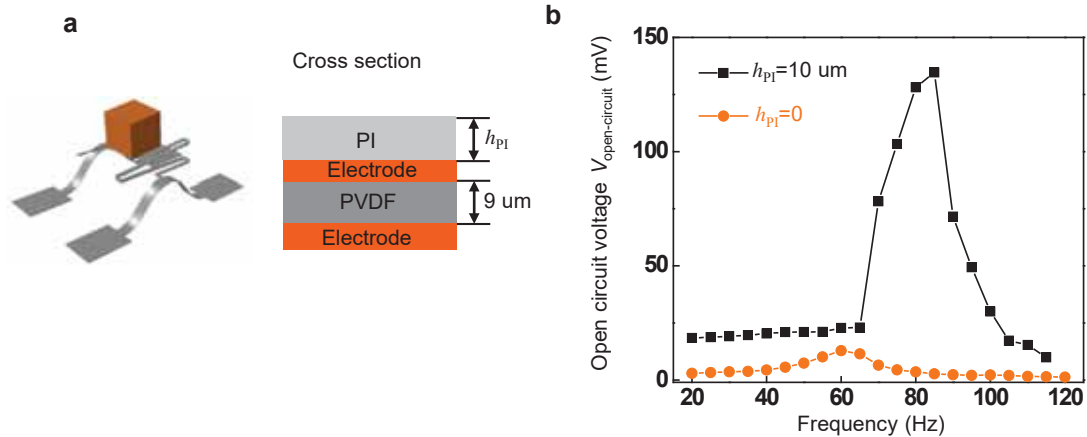 a
Cross section
PI
h_PI
Electrode
PVDF
9 um
Electrode
b
Open circuit voltage V_open-circuit (mV)
150
100
50
0
h_PI=10 um
h_PI=0
20 40 60 80 100 120
Frequency (Hz)